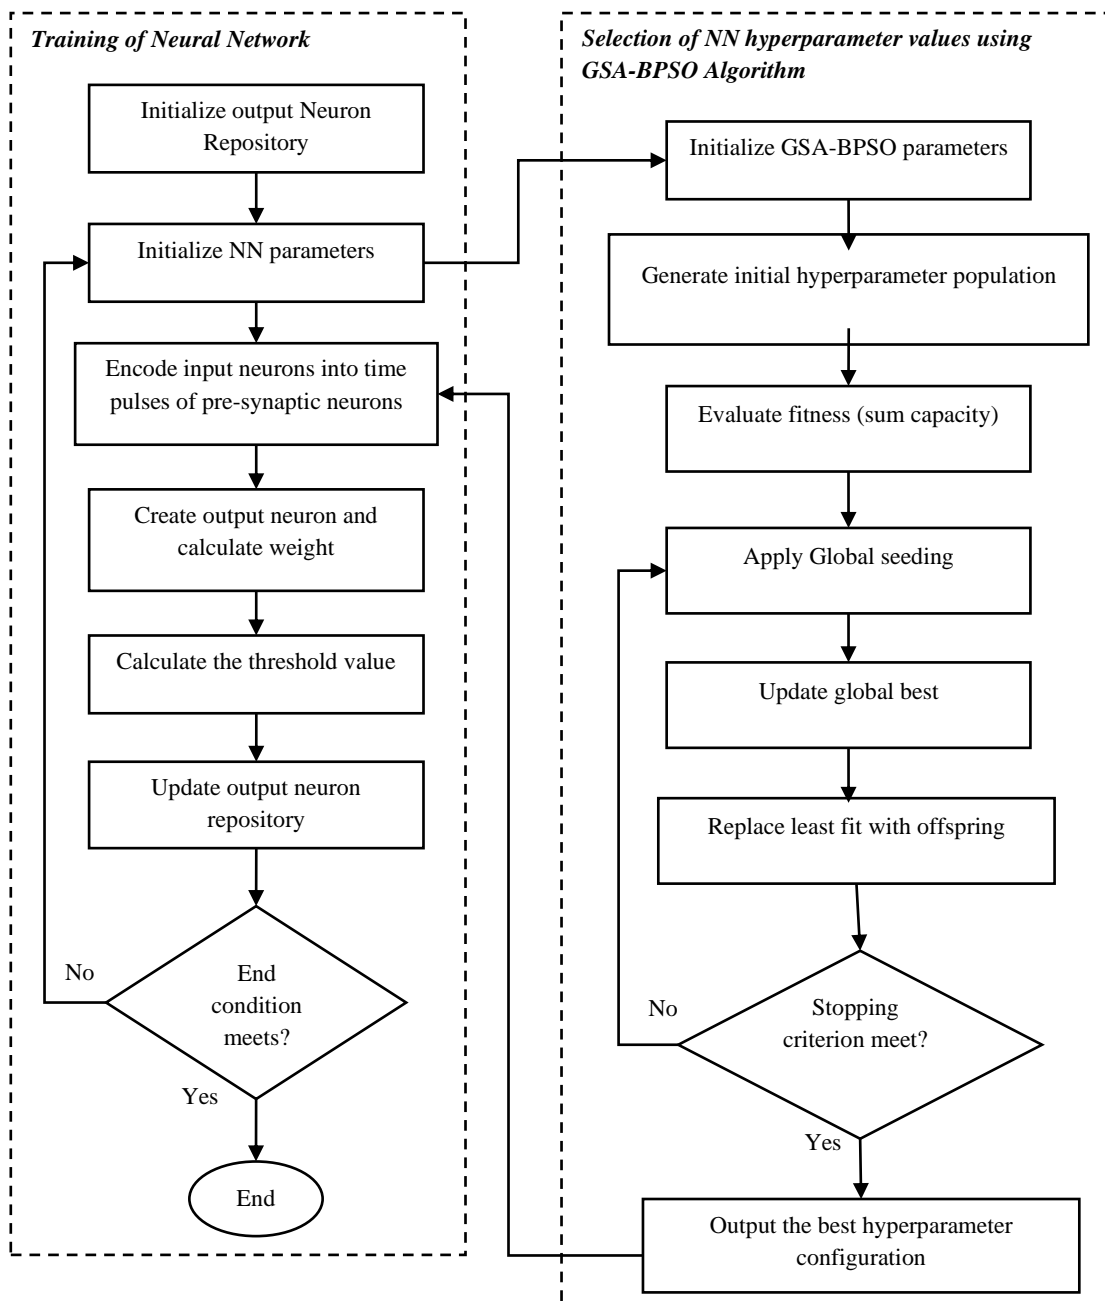 Training of Neural Network
Initialize output Neuron
Repository
Initialize NN parameters
Encode input neurons into time
pulses of pre-synaptic neurons
Create output neuron and
calculate weight
Calculate the threshold value
Update output neuron
repository
No
End
condition
meets?
Yes
End
Selection of NN hyperparameter values using
GSA-BPSO Algorithm
Initialize GSA-BPSO parameters
Generate initial hyperparameter population
Evaluate fitness (sum capacity)
Apply Global seeding
Update global best
Replace least fit with offspring
No
Stopping
criterion meet?
Yes
Output the best hyperparameter
configuration